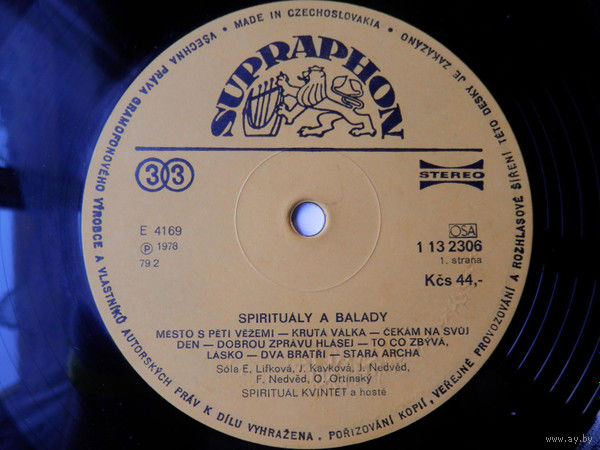 VŠECHNA PRÁVA GRAMOFONOVÉHO VÝROBCE A VLASTNÍKŮ AUTORSKÝCH PRÁV K DÍLU VYHRAŽENA. POŘIZOVÁNÍ KOPIÍ, VEŘEJNÉ PROVOZOVÁNÍ A ROZHLASOVÉ ŠÍŘENÍ TÉTO DESKY JE ZAKÁZÁNO
• MADE IN CZECHOSLOVAKIA •
SUPRAPHON
33
STEREO
E 4169
Ⓟ 1978
79 2
OSA
1 13 2306
1. strana
Kčs 44,-
SPIRITUÁLY A BALADY
MĚSTO S PĚTI VĚŽEMI — KRUTÁ VÁLKA — ČEKÁM NA SVŮJ
DEN — DOBROU ZPRÁVU HLÁSEJ — TO CO ZBÝVÁ,
LÁSKO — DVA BRATŘI — STARÁ ARCHA
Sóla E. Lifková, J. Kavková, J. Nedvěd,
F. Nedvěd, O. Ortinský
SPIRITUÁL KVINTET a hosté
www.ay.by